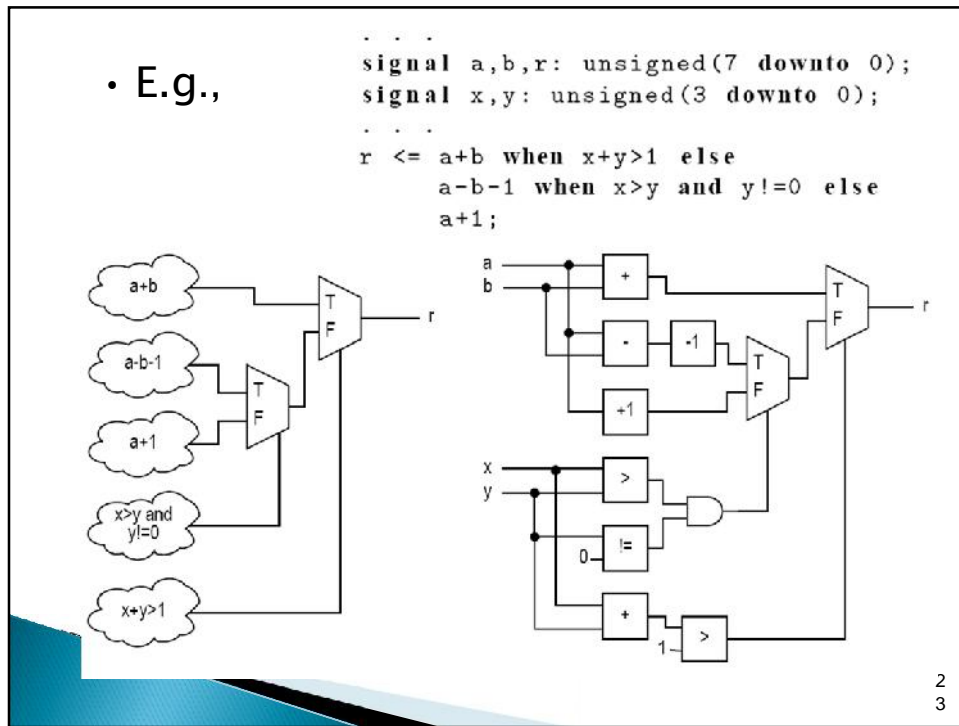 . . .
signal a,b,r: unsigned(7 downto 0);
• E.g.,
signal x,y: unsigned(3 downto 0);
. . .
r <= a+b when x+y>1 else
a-b-1 when x>y and y!=0 else
a+1;
a+b
T
F
r
a-b-1
T
F
a+1
x>y and
y!=0
x+y>1
a
b
+
T
F
r
-
-1
T
F
+1
x
y
>
!=
0
+
>
1
2
3